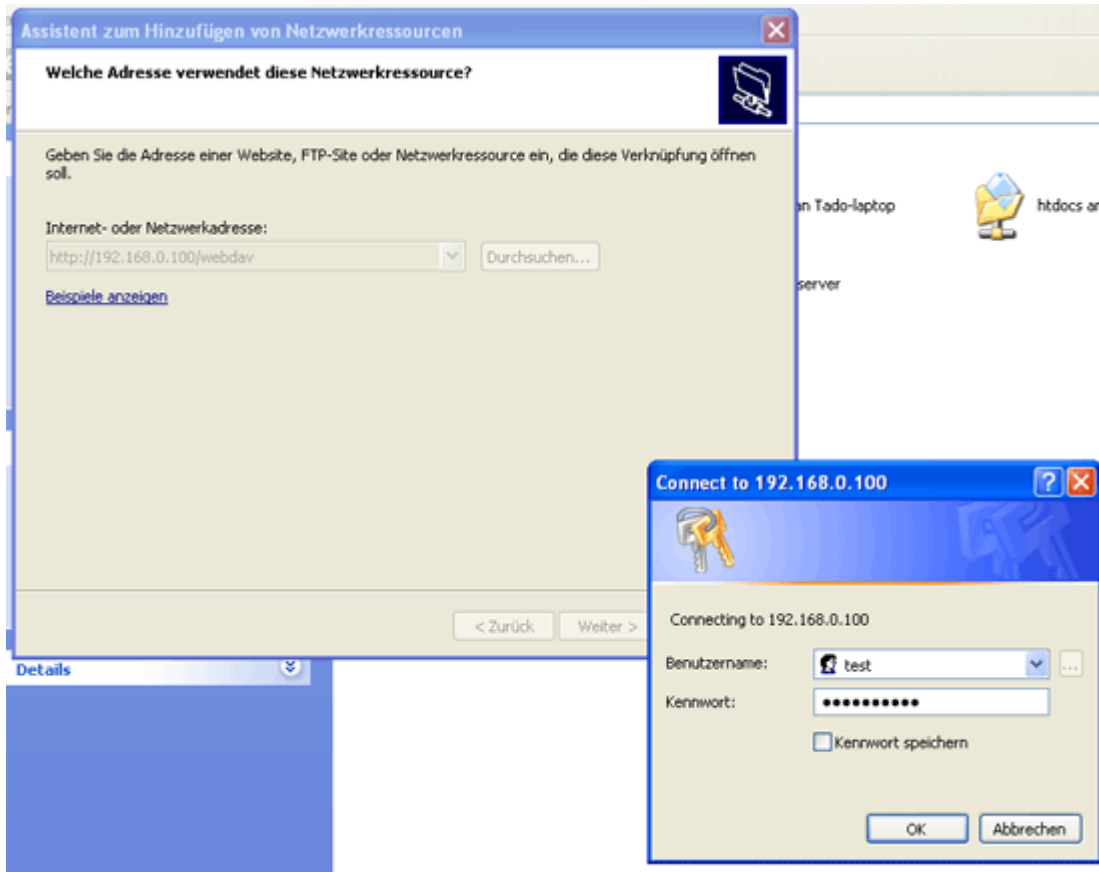 Assistent zum Hinzufügen von Netzwerkressourcen
Welche Adresse verwendet diese Netzwerkressource?
Geben Sie die Adresse einer Website, FTP-Site oder Netzwerkressource ein, die diese Verknüpfung öffnen
soll.
Internet- oder Netzwerkadresse:
http://192.168.0.100/webdav
Durchsuchen...
Beispiele anzeigen
< Zurück
Weiter >
Tado-laptop
htdocs
server
Details
Connect to 192.168.0.100
Connecting to 192.168.0.100
Benutzername:
test
...
Kennwort:
••••••••••
Kennwort speichern
OK
Abbrechen